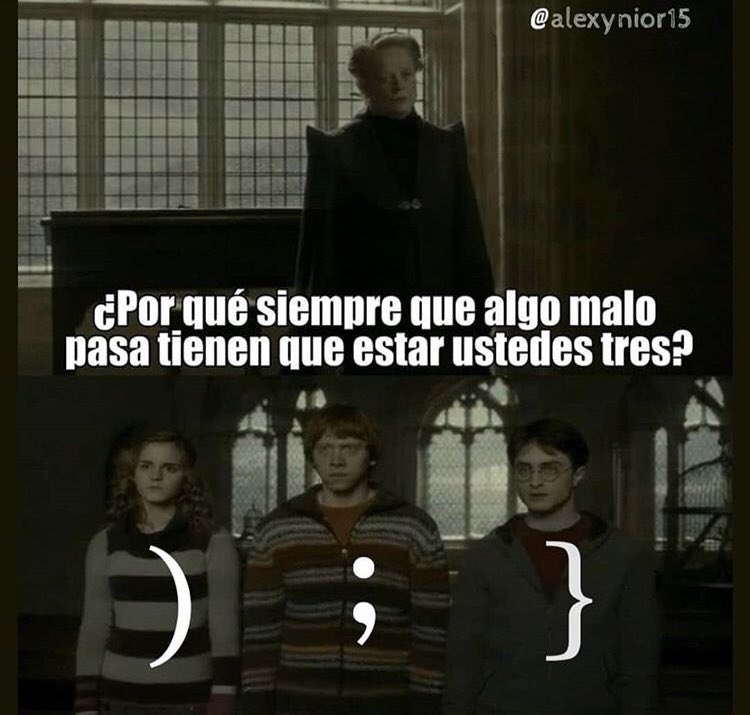 @alexynior15
¿Por qué siempre que algo malo
pasa tienen que estar ustedes tres?
) ; }